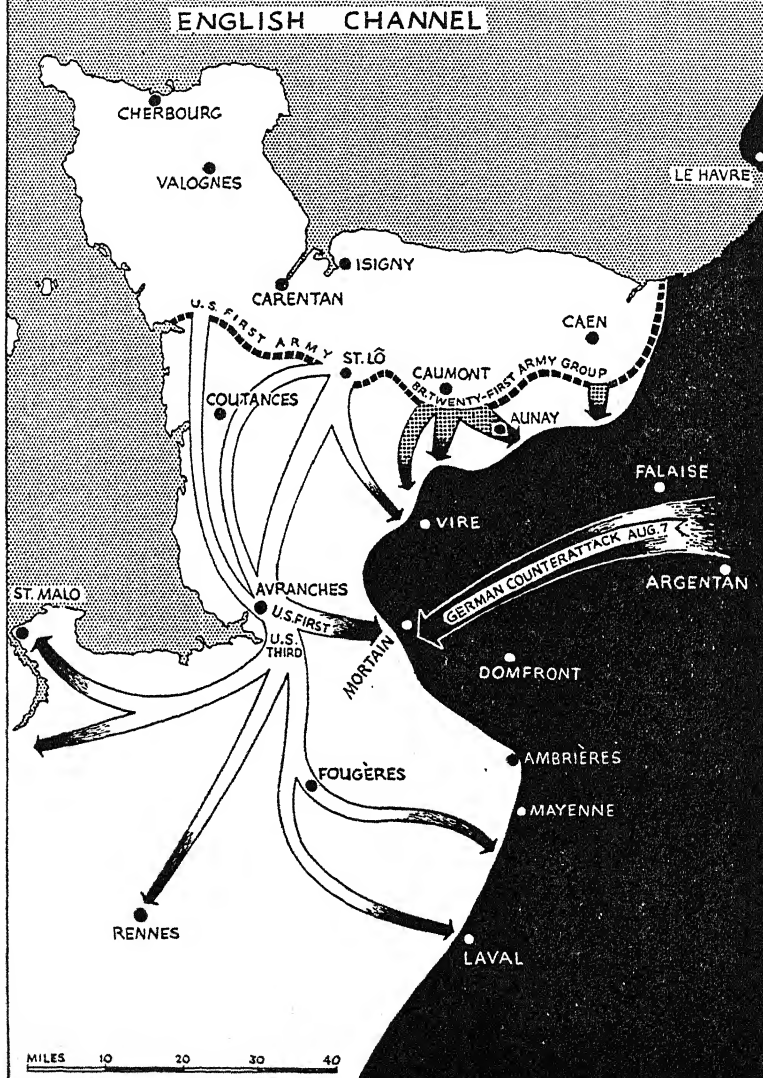 ENGLISH CHANNEL
CHERBOURG
VALOGNES
LE HAVRE
ISIGNY
CARENTAN
U.S. FIRST ARMY
CAEN
ST. LÔ
CAUMONT
BR. TWENTY-FIRST ARMY GROUP
COUTANCES
AUNAY
FALAISE
VIRE
GERMAN COUNTERATTACK AUG. 7
ARGENTAN
ST. MALO
AVRANCHES
U.S. FIRST
U.S.
THIRD
MORTAIN
DOMFRONT
AMBRIÈRES
FOUGÈRES
MAYENNE
RENNES
LAVAL
MILES 10 20 30 40